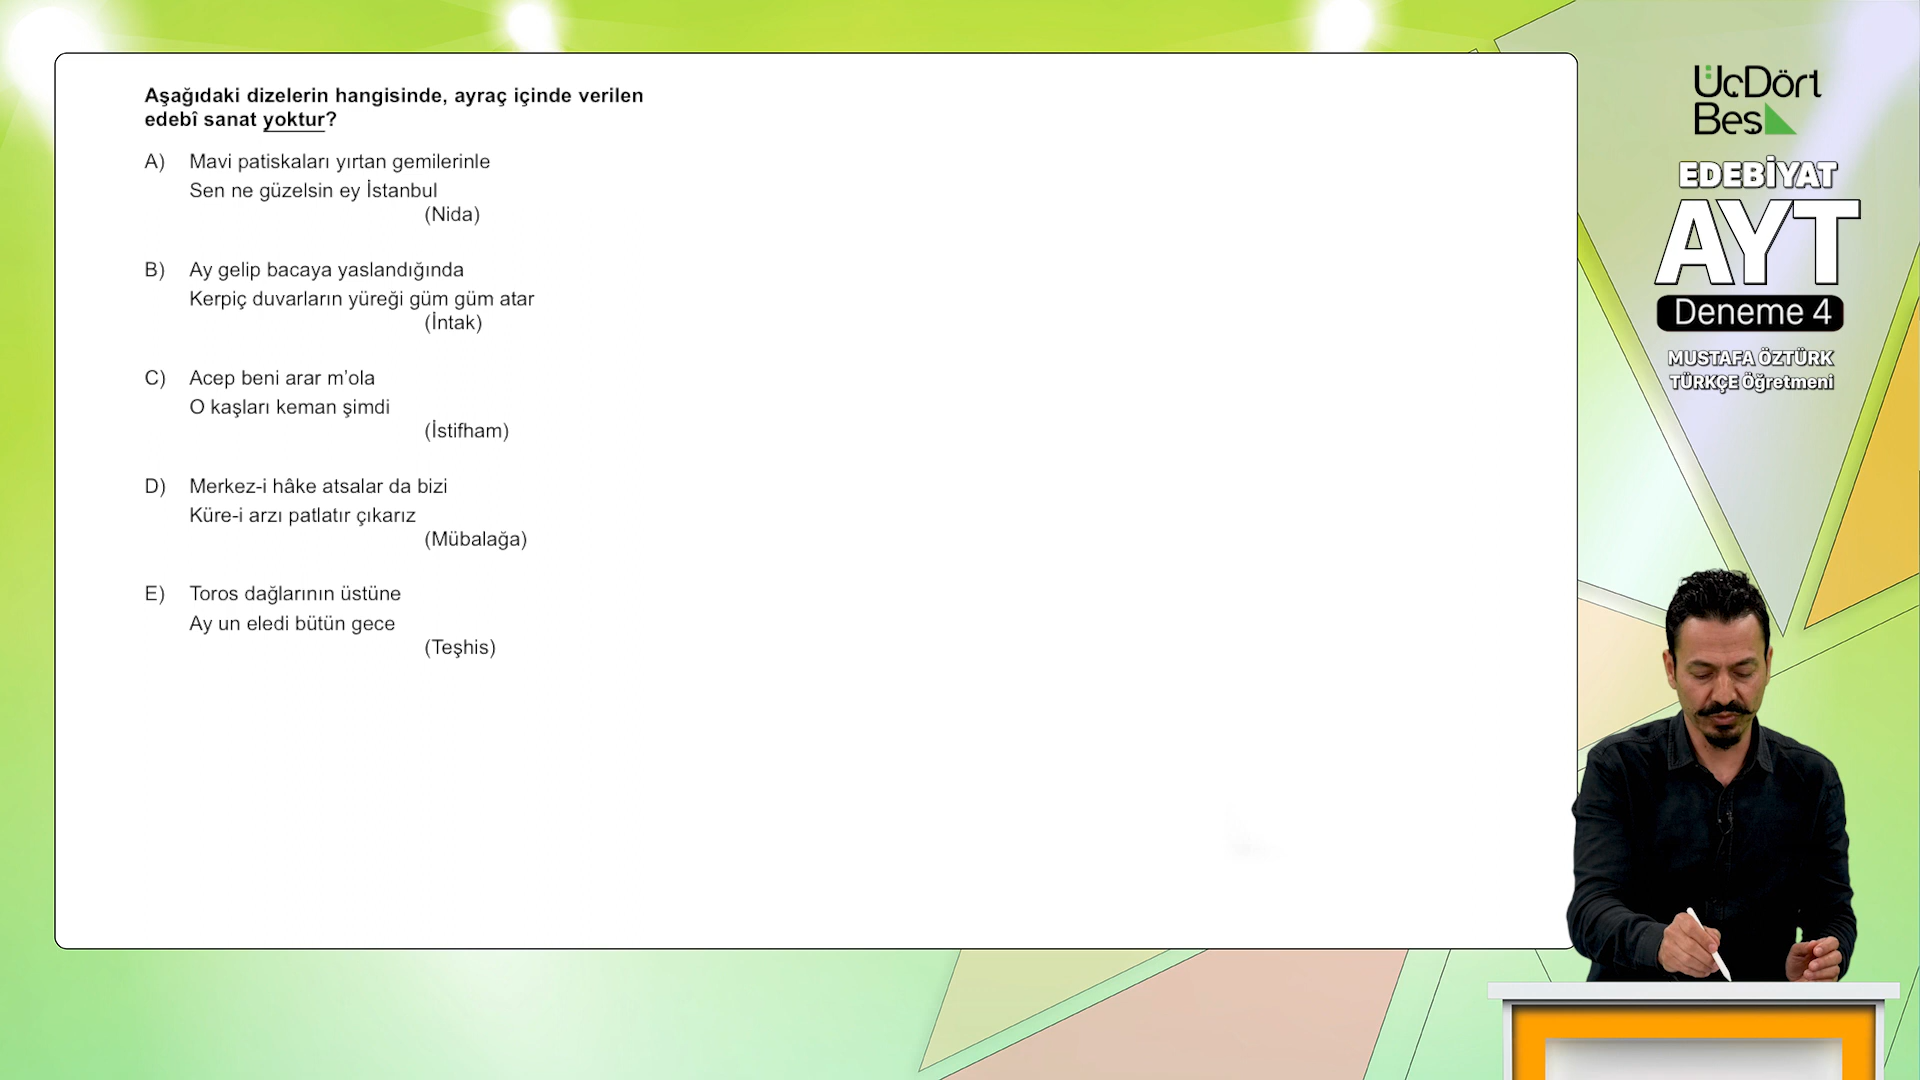 Aşağıdaki dizelerin hangisinde, ayraç içinde verilen
edebî sanat yoktur?
A) Mavi patiskaları yırtan gemilerinle
Sen ne güzelsin ey İstanbul
(Nida)
B) Ay gelip bacaya yaslandığında
Kerpiç duvarların yüreği güm güm atar
(İntak)
C) Acep beni arar m’ola
O kaşları keman şimdi
(İstifham)
D) Merkez-i hâke atsalar da bizi
Küre-i arzı patlatır çıkarız
(Mübalağa)
E) Toros dağlarının üstüne
Ay un eledi bütün gece
(Teşhis)
ÜçDört
Beş
EDEBİYAT
AYT
Deneme 4
MUSTAFA ÖZTÜRK
TÜRKÇE Öğretmeni